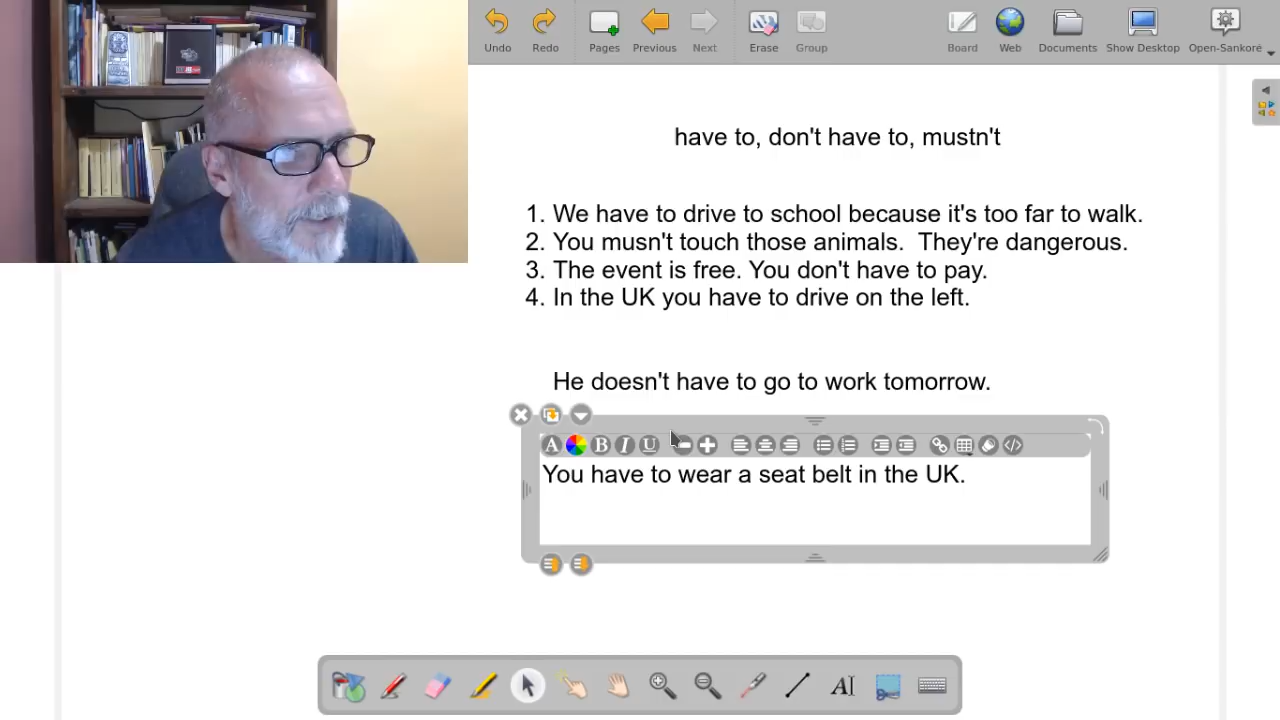 Undo Redo Pages Previous Next Erase Group Board Web Documents Show Desktop Open-Sankoré
have to, don't have to, mustn't
1. We have to drive to school because it's too far to walk.
2. You musn't touch those animals.  They're dangerous.
3. The event is free. You don't have to pay.
4. In the UK you have to drive on the left.
He doesn't have to go to work tomorrow.
A B I U
You have to wear a seat belt in the UK.
AI